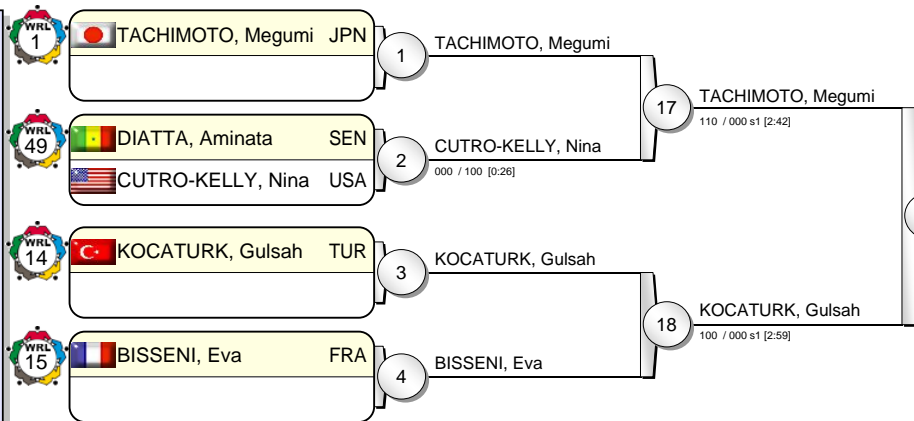 WRL
1
TACHIMOTO, Megumi JPN
1
TACHIMOTO, Megumi
WRL
49
DIATTA, Aminata SEN
CUTRO-KELLY, Nina USA
2
CUTRO-KELLY, Nina
000 / 100 [0:26]
17
TACHIMOTO, Megumi
110 / 000 s1 [2:42]
WRL
14
KOCATURK, Gulsah TUR
3
KOCATURK, Gulsah
WRL
15
BISSENI, Eva FRA
4
BISSENI, Eva
18
KOCATURK, Gulsah
100 / 000 s1 [2:59]